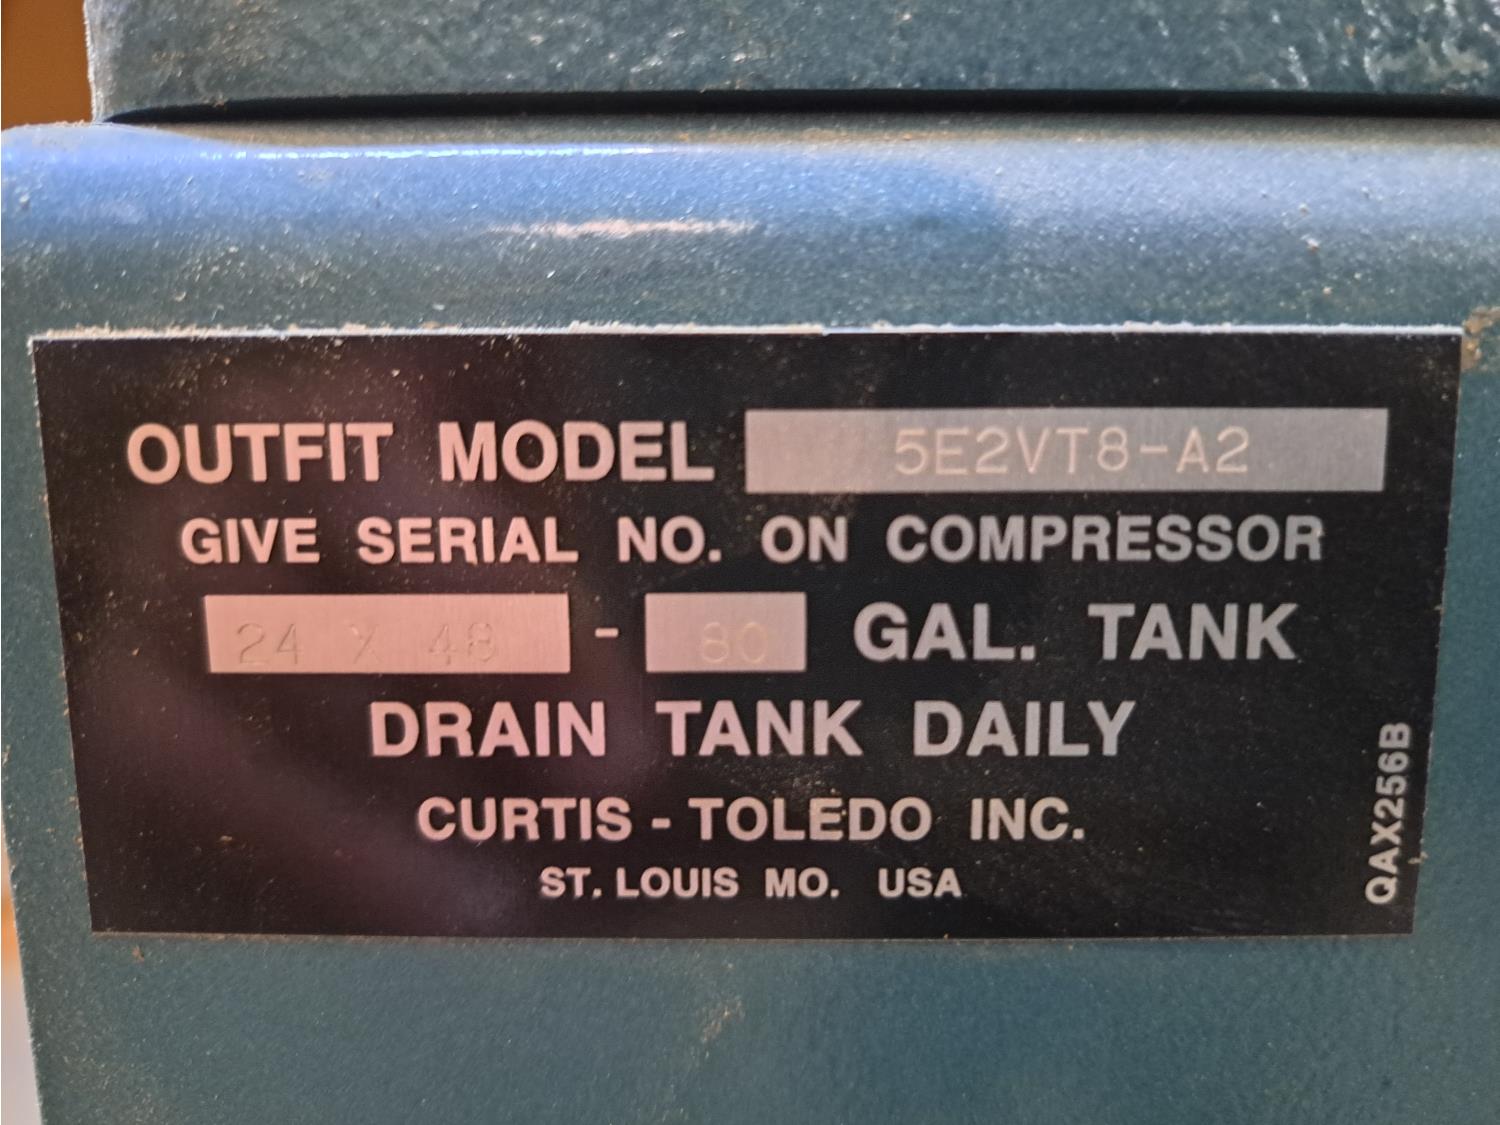 OUTFIT MODEL 5E2VT8-A2
GIVE SERIAL NO. ON COMPRESSOR
24 X 48 - 80 GAL. TANK
DRAIN TANK DAILY
CURTIS - TOLEDO INC.
ST. LOUIS MO. USA
QAX256B